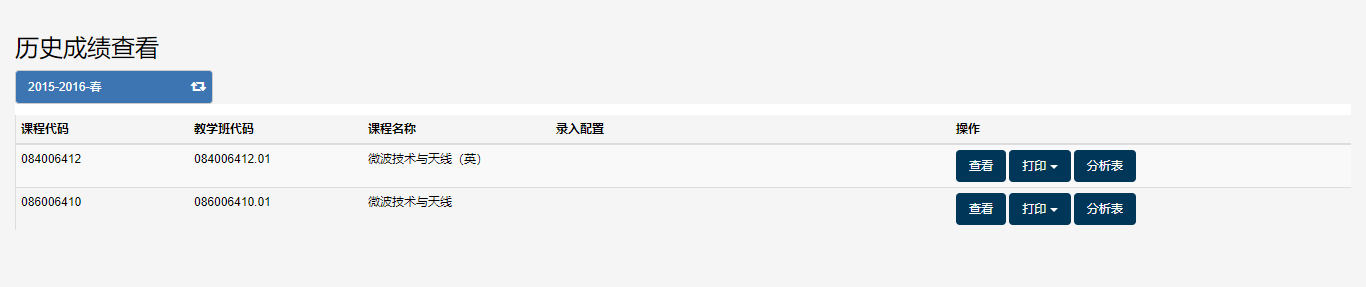 历史成绩查看
2015-2016-春
课程代码 教学班代码 课程名称 录入配置 操作
084006412 084006412.01 微波技术与天线（英） 查看 打印 分析表
086006410 086006410.01 微波技术与天线 查看 打印 分析表